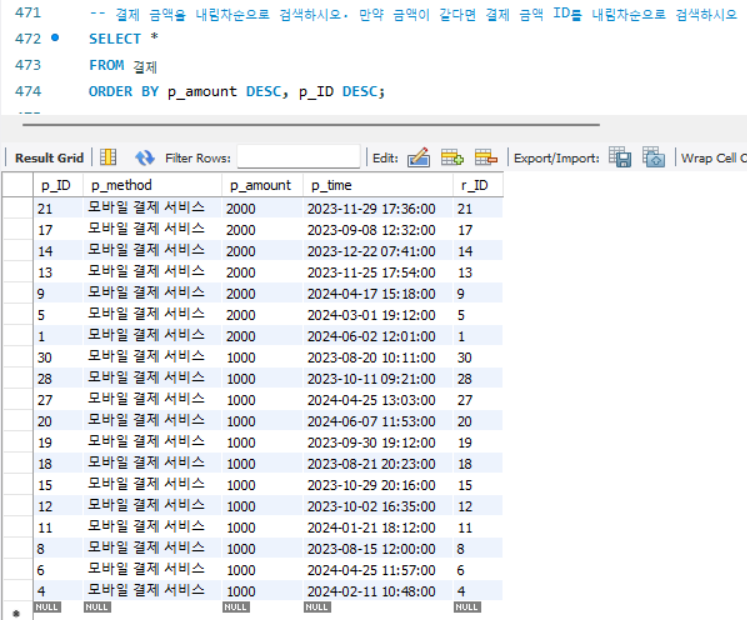 471 -- 결제 금액을 내림차순으로 검색하시오. 만약 금액이 같다면 결제 금액 ID를 내림차순으로 검색하시오
472 SELECT *
473 FROM 결제
474 ORDER BY p_amount DESC, p_ID DESC;
Result Grid Filter Rows: Edit: Export/Import: Wrap Cell C
p_ID p_method p_amount p_time r_ID
21 모바일 결제 서비스 2000 2023-11-29 17:36:00 21
17 모바일 결제 서비스 2000 2023-09-08 12:32:00 17
14 모바일 결제 서비스 2000 2023-12-22 07:41:00 14
13 모바일 결제 서비스 2000 2023-11-25 17:54:00 13
9 모바일 결제 서비스 2000 2024-04-17 15:18:00 9
5 모바일 결제 서비스 2000 2024-03-01 19:12:00 5
1 모바일 결제 서비스 2000 2024-06-02 12:01:00 1
30 모바일 결제 서비스 1000 2023-08-20 10:11:00 30
28 모바일 결제 서비스 1000 2023-10-11 09:21:00 28
27 모바일 결제 서비스 1000 2024-04-25 13:03:00 27
20 모바일 결제 서비스 1000 2024-06-07 11:53:00 20
19 모바일 결제 서비스 1000 2023-09-30 19:12:00 19
18 모바일 결제 서비스 1000 2023-08-21 20:23:00 18
15 모바일 결제 서비스 1000 2023-10-29 20:16:00 15
12 모바일 결제 서비스 1000 2023-10-02 16:35:00 12
11 모바일 결제 서비스 1000 2024-01-21 18:12:00 11
8 모바일 결제 서비스 1000 2023-08-15 12:00:00 8
6 모바일 결제 서비스 1000 2024-04-25 11:57:00 6
4 모바일 결제 서비스 1000 2024-02-11 10:48:00 4
NULL NULL NULL NULL NULL